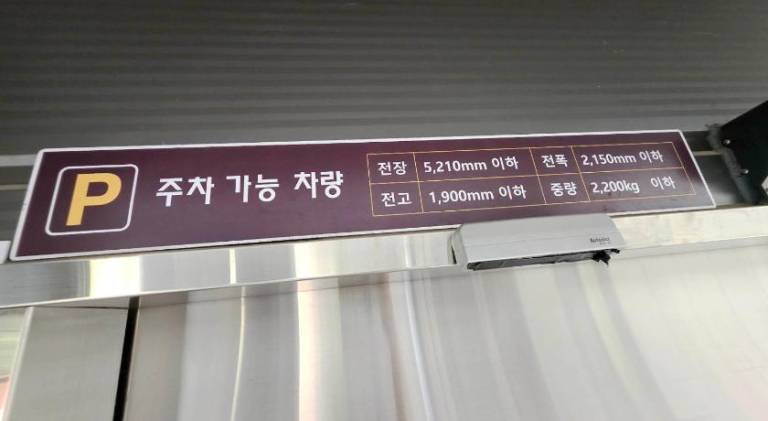 P 주차 가능 차량
전장 5,210mm 이하 전폭 2,150mm 이하
전고 1,900mm 이하 중량 2,200kg 이하